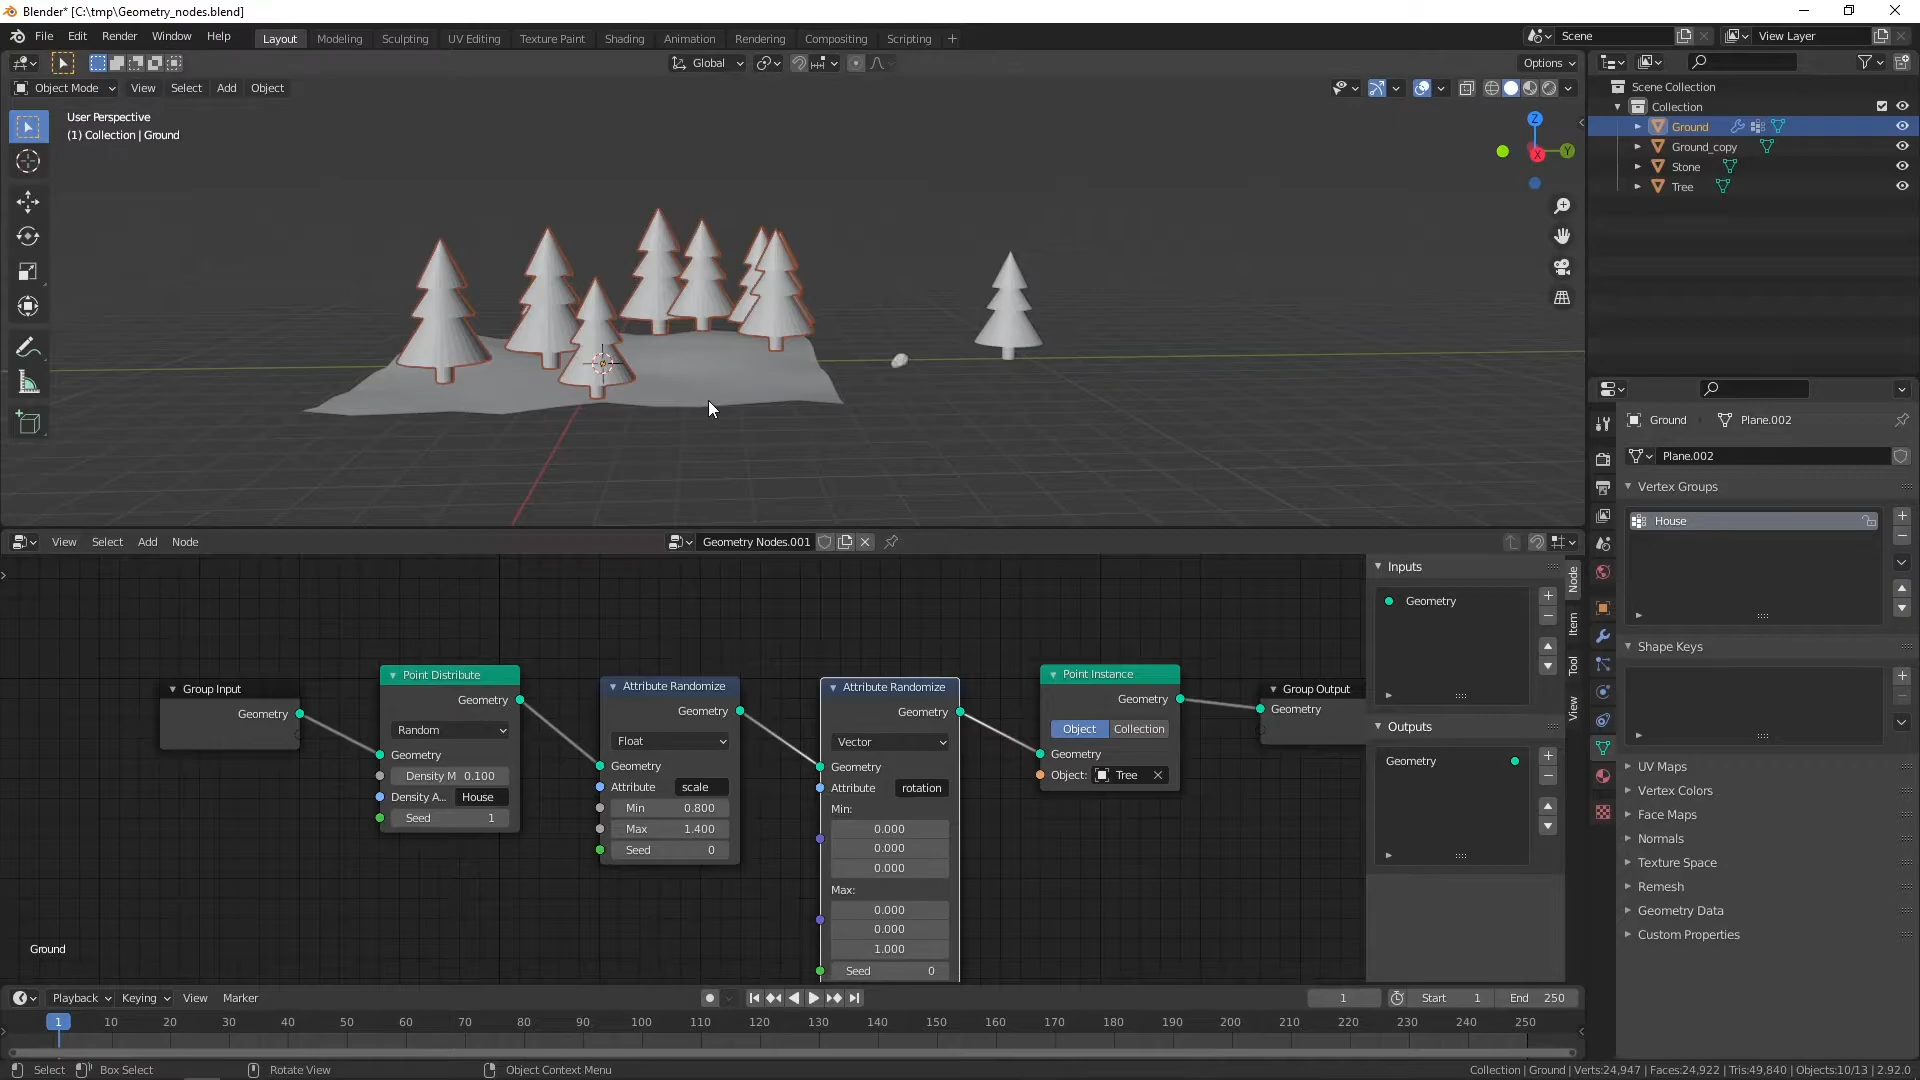 Blender* [C:\tmp\Geometry_nodes.blend]
File Edit Render Window Help Layout Modeling Sculpting UV Editing Texture Paint Shading Animation Rendering Compositing Scripting + Scene View Layer
Global Options
Object Mode View Select Add Object
User Perspective
(1) Collection | Ground
Z
Y
X
Scene Collection
Collection
Ground
Ground_copy
Stone
Tree
Ground Plane.002
Plane.002
Vertex Groups
House
Shape Keys
UV Maps
Vertex Colors
Face Maps
Normals
Texture Space
Remesh
Geometry Data
Custom Properties
View Select Add Node Geometry Nodes.001
Group Input
Geometry
Point Distribute
Geometry
Random
Geometry
Density M 0.100
Density A... House
Seed 1
Attribute Randomize
Geometry
Float
Geometry
Attribute scale
Min 0.800
Max 1.400
Seed 0
Attribute Randomize
Geometry
Vector
Geometry
Attribute rotation
Min:
0.000
0.000
0.000
Max:
0.000
0.000
1.000
Seed 0
Point Instance
Geometry
Object Collection
Geometry
Object: Tree
Group Output
Geometry
Inputs
Geometry
Outputs
Geometry
Node
Item
Tool
View
Ground
Playback Keying View Marker 1 Start 1 End 250
1 10 20 30 40 50 60 70 80 90 100 110 120 130 140 150 160 170 180 190 200 210 220 230 240 250
Select Box Select Rotate View Object Context Menu Collection | Ground | Verts:24,947 | Faces:24,922 | Tris:49,840 | Objects:10/13 | 2.92.0